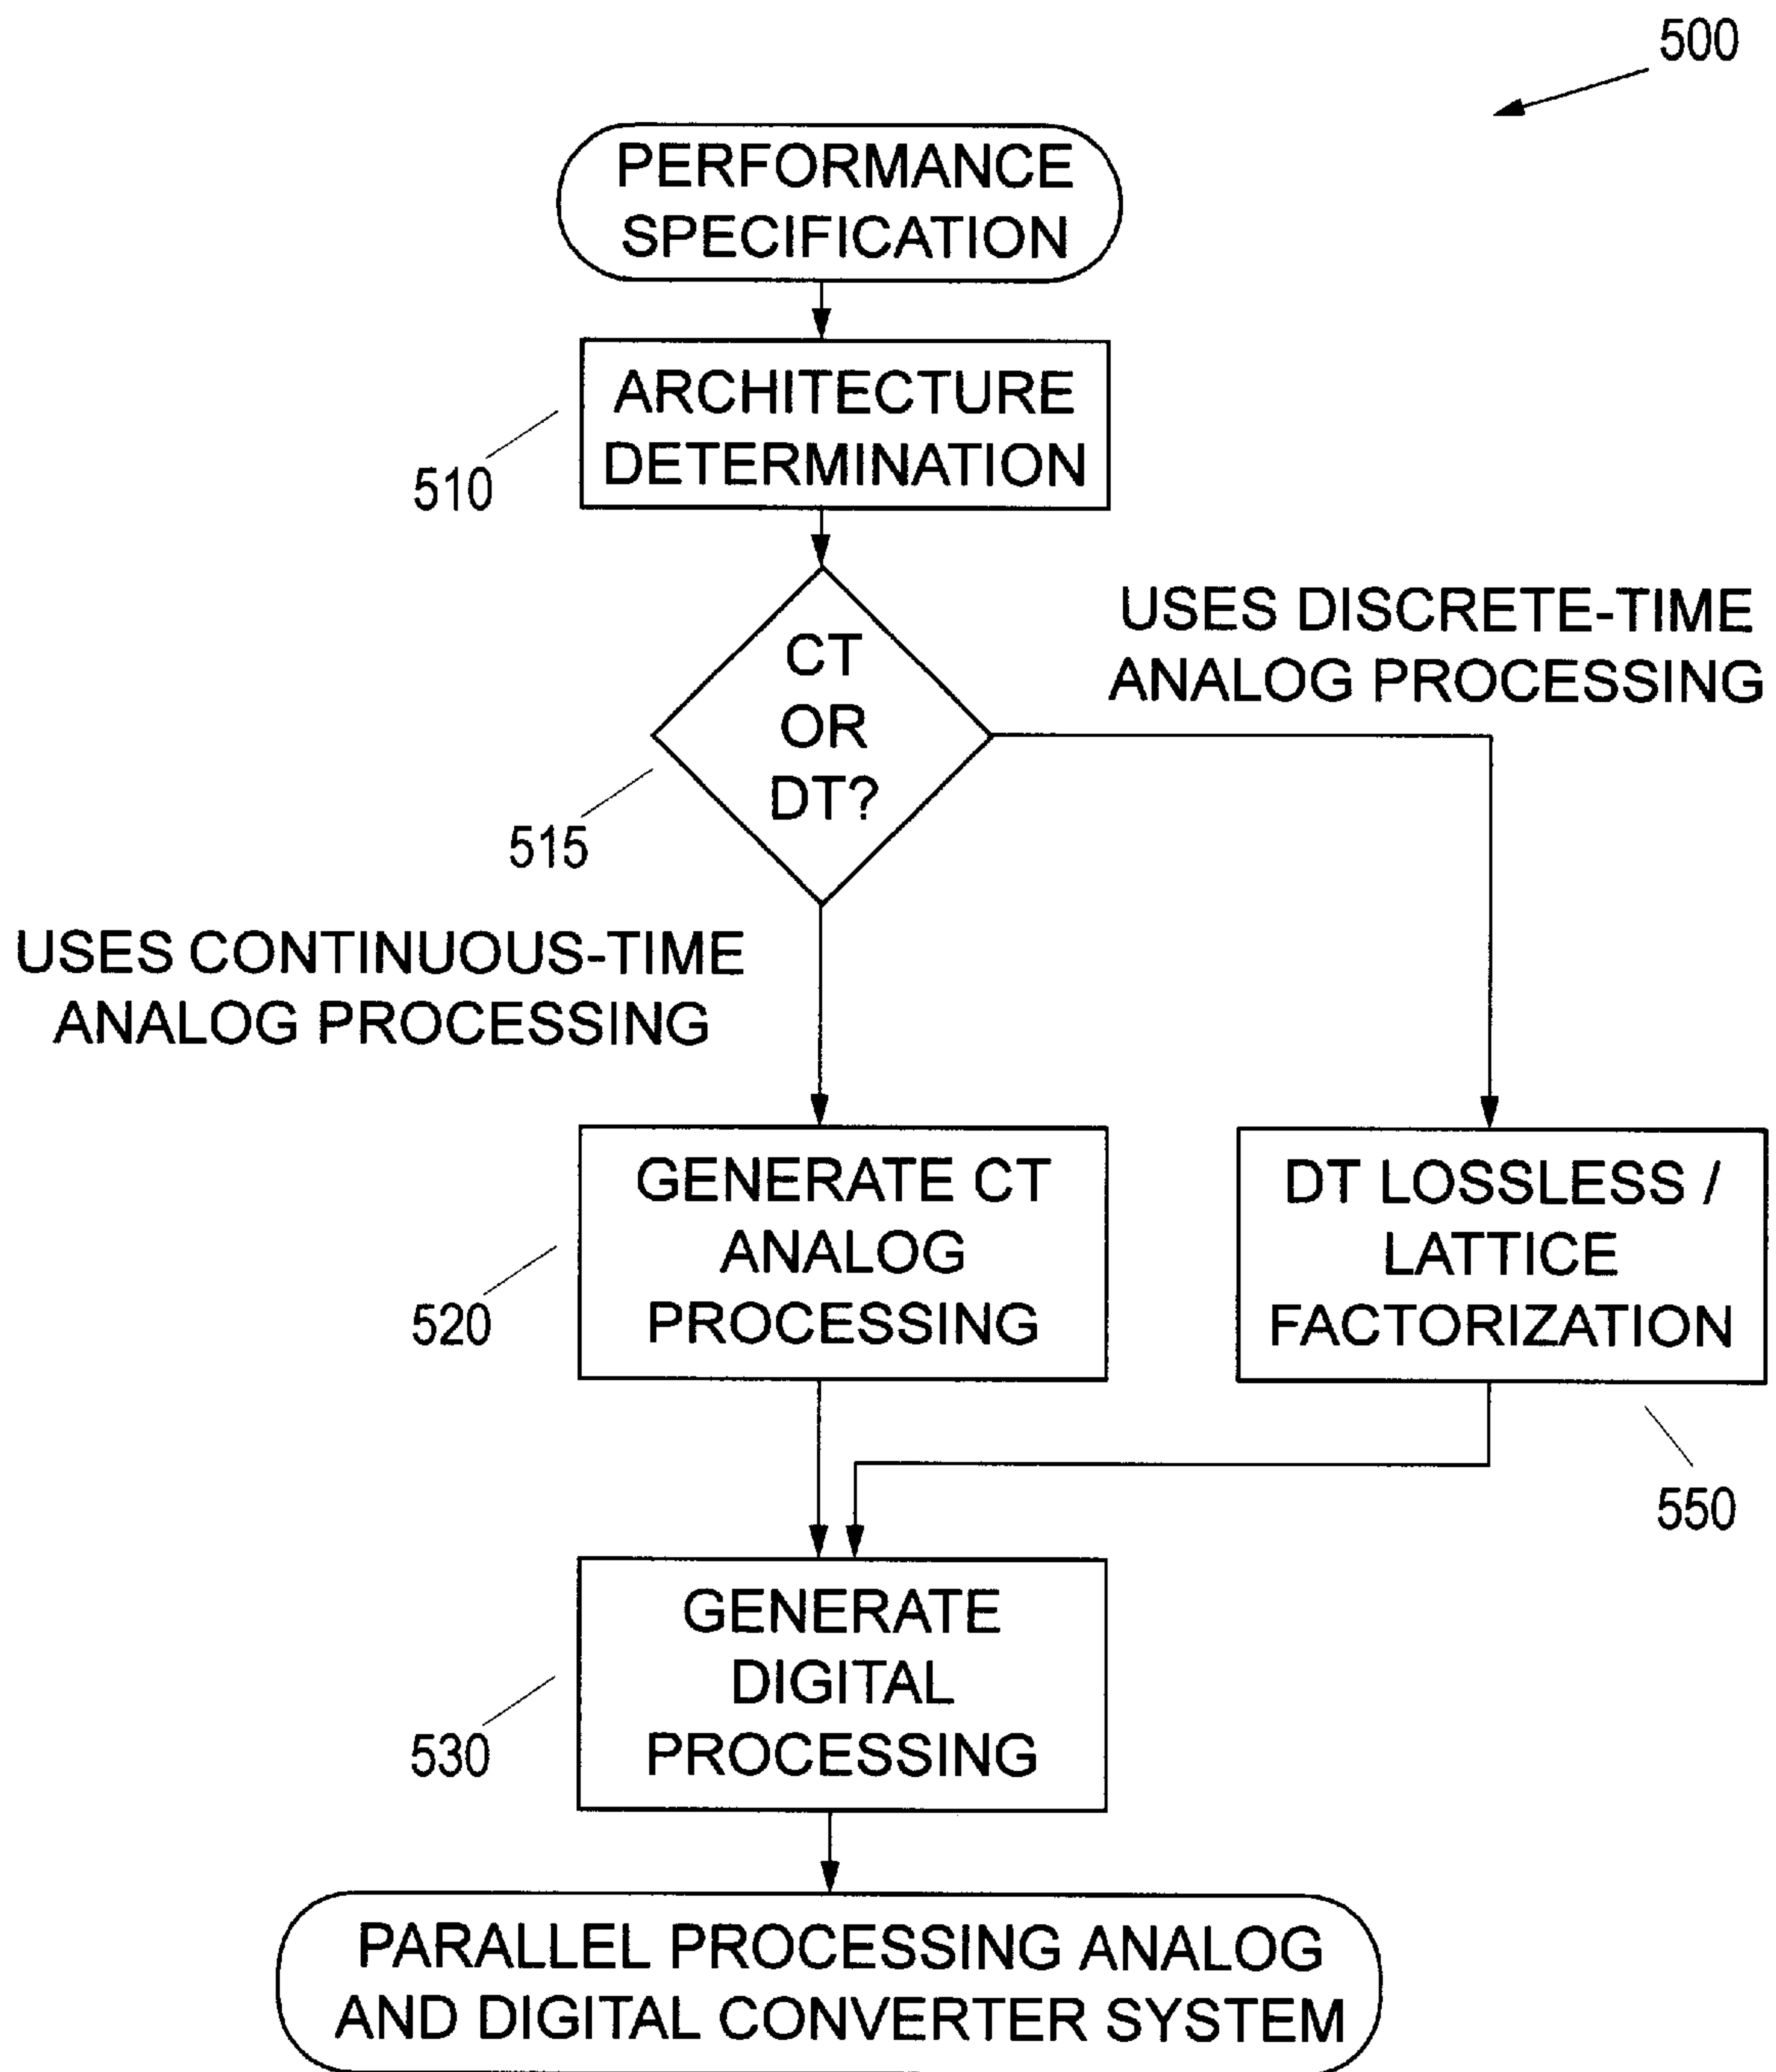 500
PERFORMANCE
SPECIFICATION
ARCHITECTURE
DETERMINATION
510
CT
OR
DT?
515
USES DISCRETE-TIME
ANALOG PROCESSING
USES CONTINUOUS-TIME
ANALOG PROCESSING
GENERATE CT
ANALOG
PROCESSING
520
DT LOSSLESS /
LATTICE
FACTORIZATION
550
GENERATE
DIGITAL
PROCESSING
530
PARALLEL PROCESSING ANALOG
AND DIGITAL CONVERTER SYSTEM